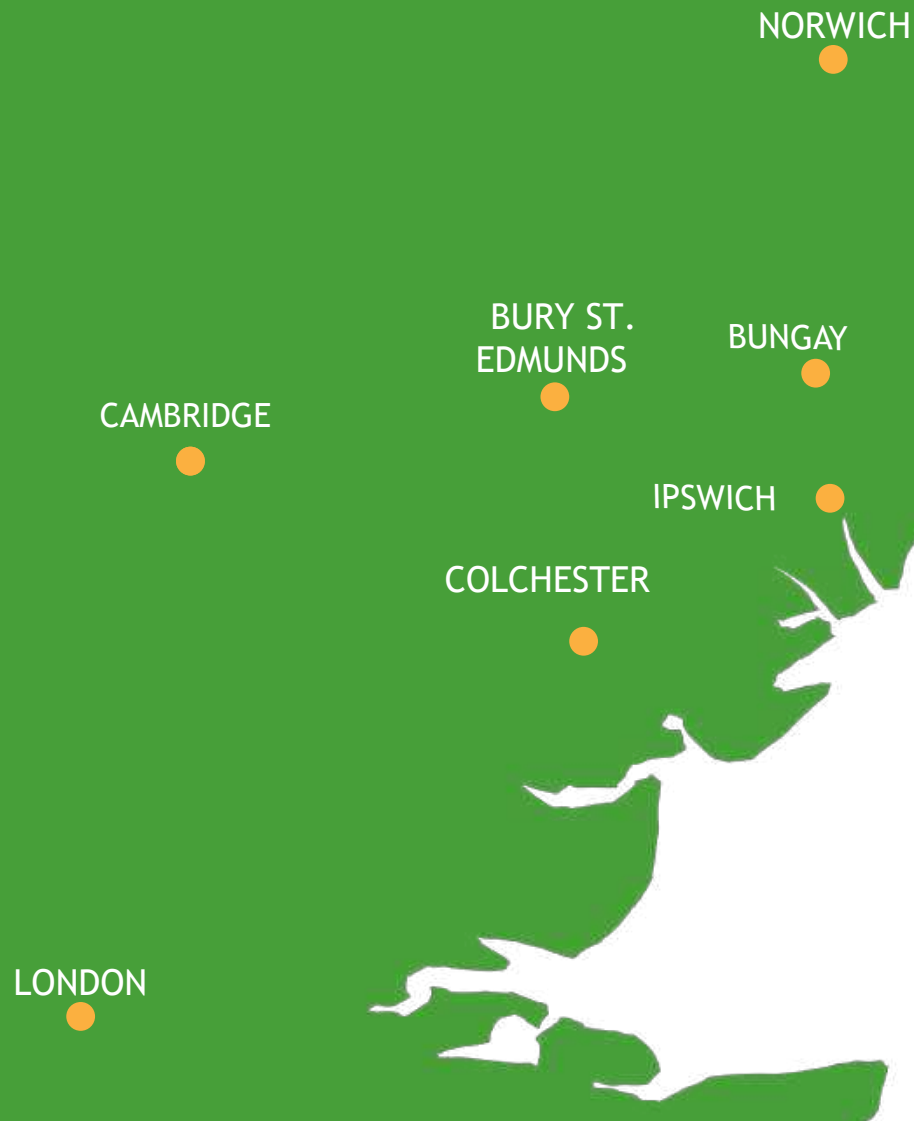 NORWICH
BURY ST.
EDMUNDS
BUNGAY
CAMBRIDGE
IPSWICH
COLCHESTER
LONDON